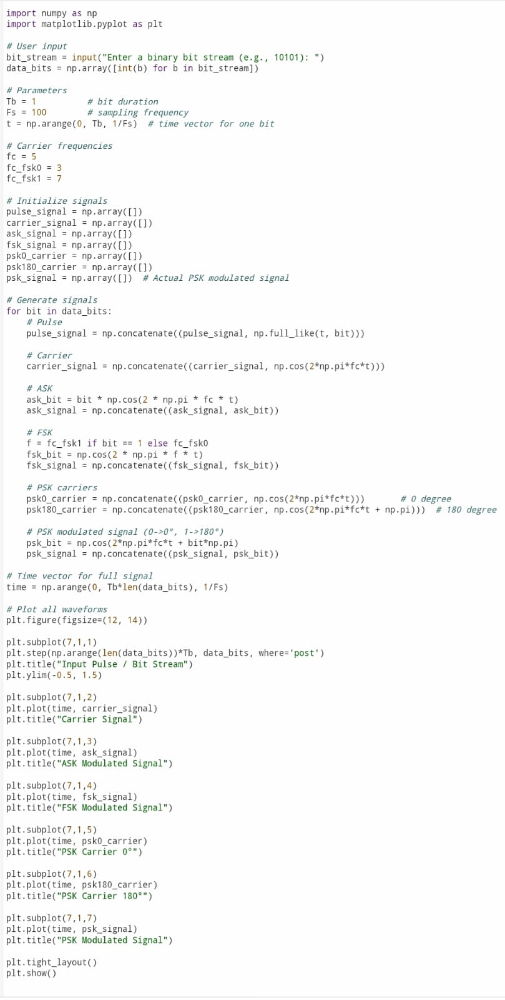 import numpy as np
import matplotlib.pyplot as plt

# User input
bit_stream = input("Enter a binary bit stream (e.g., 10101): ")
data_bits = np.array([int(b) for b in bit_stream])

# Parameters
Tb = 1          # bit duration
Fs = 100        # sampling frequency
t = np.arange(0, Tb, 1/Fs)  # time vector for one bit

# Carrier frequencies
fc = 5
fc_fsk0 = 3
fc_fsk1 = 7

# Initialize signals
pulse_signal = np.array([])
carrier_signal = np.array([])
ask_signal = np.array([])
fsk_signal = np.array([])
psk0_carrier = np.array([])
psk180_carrier = np.array([])
psk_signal = np.array([])  # Actual PSK modulated signal

# Generate signals
for bit in data_bits:
    # Pulse
    pulse_signal = np.concatenate((pulse_signal, np.full_like(t, bit)))

    # Carrier
    carrier_signal = np.concatenate((carrier_signal, np.cos(2*np.pi*fc*t)))

    # ASK
    ask_bit = bit * np.cos(2 * np.pi * fc * t)
    ask_signal = np.concatenate((ask_signal, ask_bit))

    # FSK
    f = fc_fsk1 if bit == 1 else fc_fsk0
    fsk_bit = np.cos(2 * np.pi * f * t)
    fsk_signal = np.concatenate((fsk_signal, fsk_bit))

    # PSK carriers
    psk0_carrier = np.concatenate((psk0_carrier, np.cos(2*np.pi*fc*t)))       # 0 degree
    psk180_carrier = np.concatenate((psk180_carrier, np.cos(2*np.pi*fc*t + np.pi)))  # 180 degree

    # PSK modulated signal (0->0°, 1->180°)
    psk_bit = np.cos(2*np.pi*fc*t + bit*np.pi)
    psk_signal = np.concatenate((psk_signal, psk_bit))

# Time vector for full signal
time = np.arange(0, Tb*len(data_bits), 1/Fs)

# Plot all waveforms
plt.figure(figsize=(12, 14))

plt.subplot(7,1,1)
plt.step(np.arange(len(data_bits))*Tb, data_bits, where='post')
plt.title("Input Pulse / Bit Stream")
plt.ylim(-0.5, 1.5)

plt.subplot(7,1,2)
plt.plot(time, carrier_signal)
plt.title("Carrier Signal")

plt.subplot(7,1,3)
plt.plot(time, ask_signal)
plt.title("ASK Modulated Signal")

plt.subplot(7,1,4)
plt.plot(time, fsk_signal)
plt.title("FSK Modulated Signal")

plt.subplot(7,1,5)
plt.plot(time, psk0_carrier)
plt.title("PSK Carrier 0°")

plt.subplot(7,1,6)
plt.plot(time, psk180_carrier)
plt.title("PSK Carrier 180°")

plt.subplot(7,1,7)
plt.plot(time, psk_signal)
plt.title("PSK Modulated Signal")

plt.tight_layout()
plt.show()